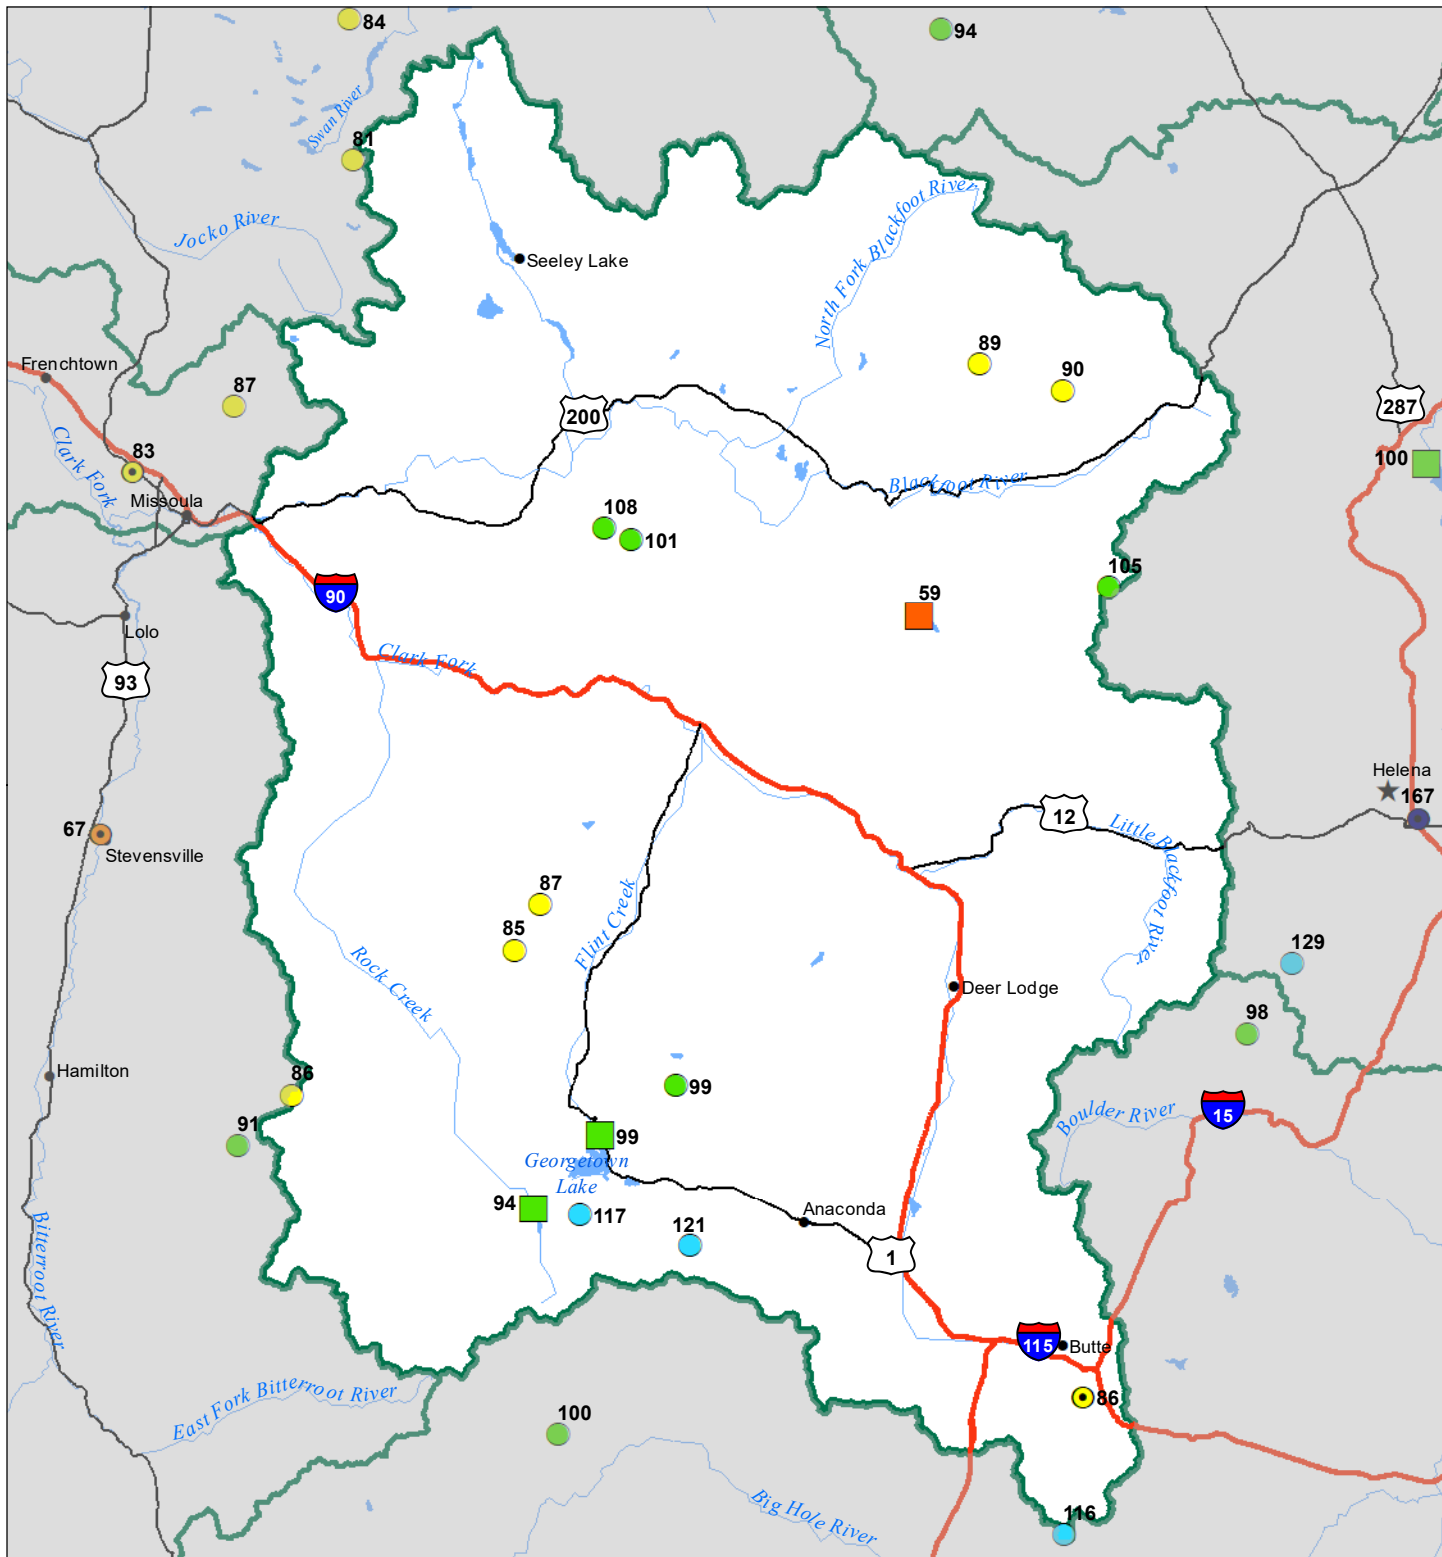 84
94
Swan River
81
Jocko River
North Fork Blackfoot River
Seeley Lake
Frenchtown
87
89
90
200
287
83
Clark Fork
100
Missoula
Blackfoot River
108
101
105
90
59
Lolo
Clark Fork
93
Helena
167
12
Little Blackfoot River
67
Stevensville
87
85
Flint Creek
Rock Creek
129
Deer Lodge
98
Hamilton
86
99
15
Boulder River
91
99
Georgetown
Lake
94
117
121
Anaconda
1
Bitterroot River
115
Butte
86
East Fork Bitterroot River
100
Big Hole River
116